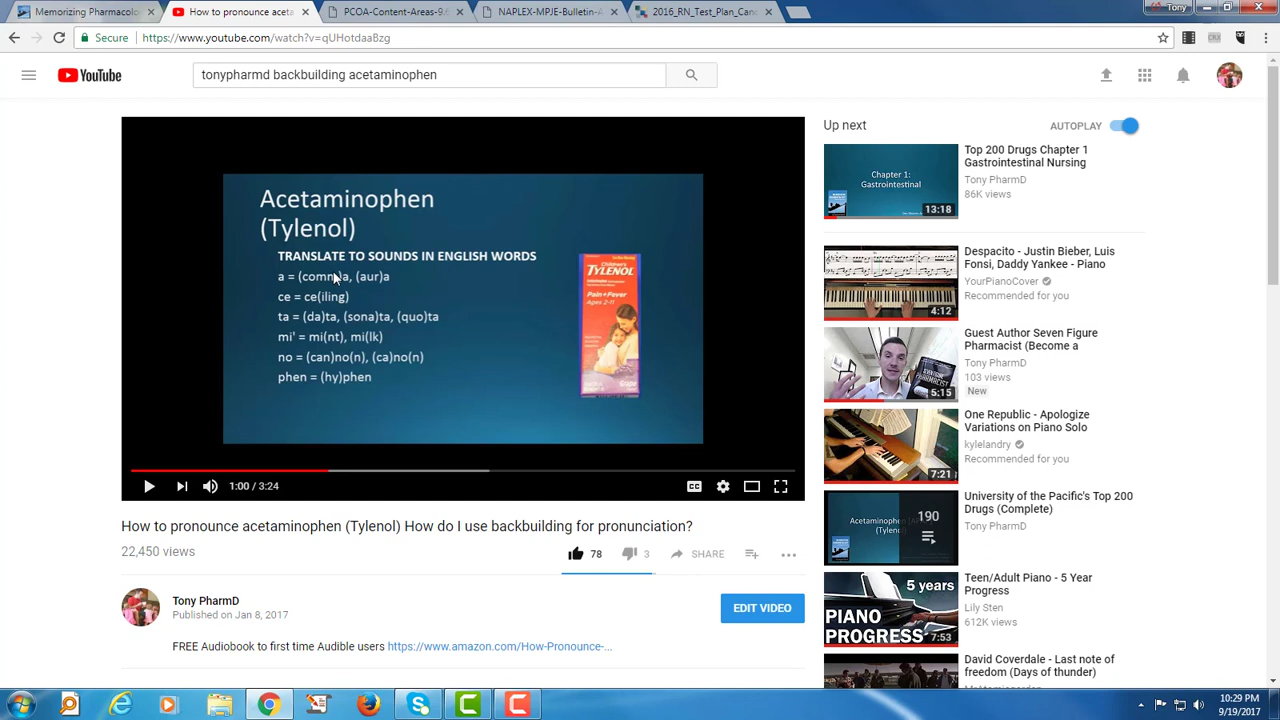 Memorizing Pharmacolo
How to pronounce aceta
PCOA-Content-Areas-9
NAPLEX-MPJE-Bulletin-A
2016_RN_Test_Plan_Cand
Tony
Secure
https://www.youtube.com/watch?v=qUHotdaaBzg
YouTube
tonypharmd backbuilding acetaminophen
Acetaminophen
(Tylenol)
TRANSLATE TO SOUNDS IN ENGLISH WORDS
a = (comm)a, (aur)a
ce = ce(iling)
ta = (da)ta, (sona)ta, (quo)ta
mi' = mi(nt), mi(lk)
no = (can)no(n), (ca)no(n)
phen = (hy)phen
Children's
TYLENOL
Pain+Fever
Ages 2-11
Grape
1:00 / 3:24
CC
How to pronounce acetaminophen (Tylenol) How do I use backbuilding for pronunciation?
22,450 views
78
3
SHARE
Tony PharmD
Published on Jan 8, 2017
EDIT VIDEO
FREE Audiobook to first time Audible users https://www.amazon.com/How-Pronounce-...
Up next
AUTOPLAY
Chapter 1:
Gastrointestinal
13:18
Top 200 Drugs Chapter 1
Gastrointestinal Nursing
Tony PharmD
86K views
4:12
Despacito - Justin Bieber, Luis
Fonsi, Daddy Yankee - Piano
YourPianoCover
Recommended for you
5:15
Guest Author Seven Figure
Pharmacist (Become a
Tony PharmD
103 views
New
7:21
One Republic - Apologize
Variations on Piano Solo
kylelandry
Recommended for you
190
University of the Pacific's Top 200
Drugs (Complete)
Tony PharmD
5 years
PIANO
PROGRESS
7:53
Teen/Adult Piano - 5 Year
Progress
Lily Sten
612K views
David Coverdale - Last note of
freedom (Days of thunder)
10:29 PM
9/19/2017